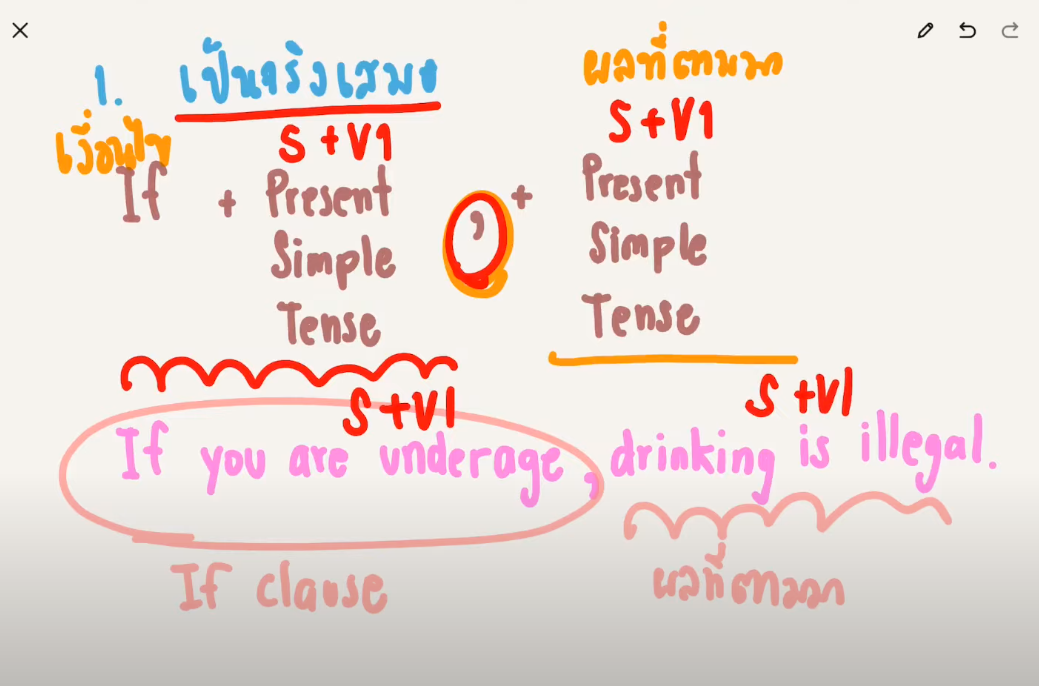 1. เป็นจริงเสมอ ผลที่ตามมา
เงื่อนไข S+V1 S+V1
If + Present , + Present
Simple Simple
Tense Tense
S+V1 S+V1
If you are underage, drinking is illegal.
If clause ผลที่ตามมา